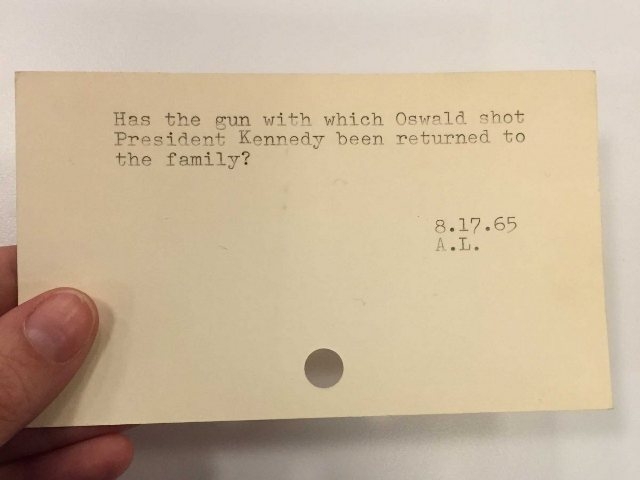 Has the gun with which Oswald shot
President Kennedy been returned to
the family?
8.17.65
A.L.